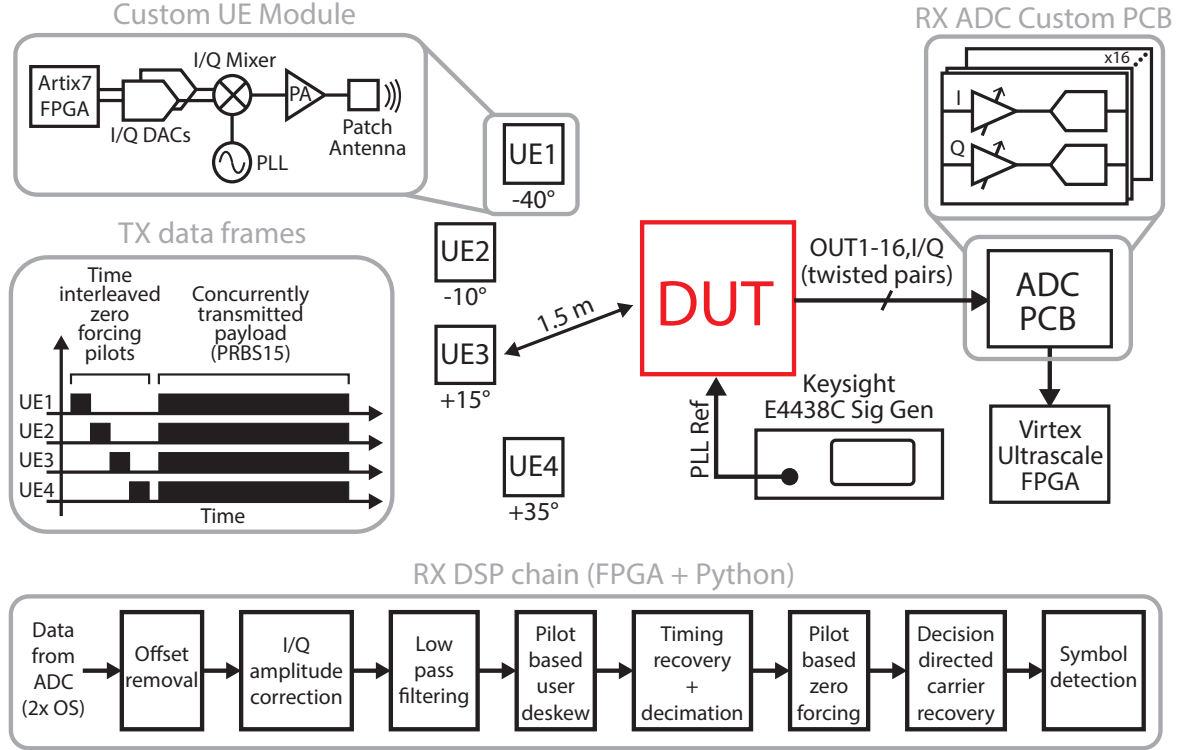 Custom UE Module
Artix7
FPGA
I/Q DACs
I/Q Mixer
PLL
PA
Patch
Antenna
UE1
-40°
UE2
-10°
UE3
+15°
UE4
+35°
1.5 m
DUT
OUT1-16,I/Q
(twisted pairs)
RX ADC Custom PCB
x16
I
Q
ADC
PCB
Virtex
Ultrascale
FPGA
Keysight
E4438C Sig Gen
PLL Ref
TX data frames
Time
interleaved
zero
forcing
pilots
Concurrently
transmitted
payload
(PRBS15)
UE1
UE2
UE3
UE4
Time
RX DSP chain (FPGA + Python)
Data
from
ADC
(2x OS)
Offset
removal
I/Q
amplitude
correction
Low
pass
filtering
Pilot
based
user
deskew
Timing
recovery
+
decimation
Pilot
based
zero
forcing
Decision
directed
carrier
recovery
Symbol
detection